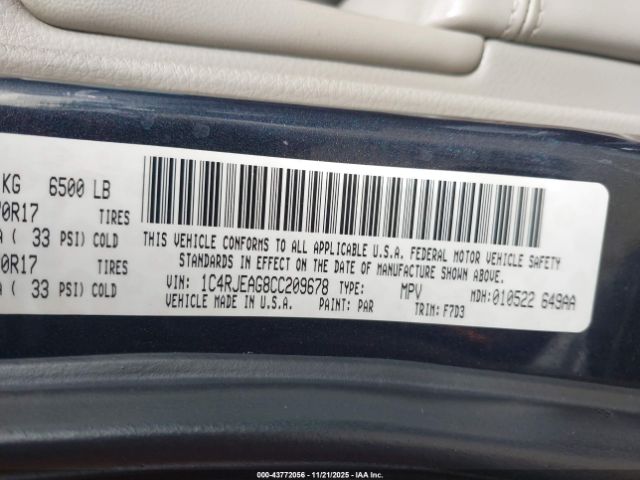 KG 6500 LB
70R17 TIRES
( 33 PSI) COLD
0R17 TIRES
( 33 PSI) COLD
THIS VEHICLE CONFORMS TO ALL APPLICABLE U.S.A. FEDERAL MOTOR VEHICLE SAFETY
STANDARDS IN EFFECT ON THE DATE OF MANUFACTURE SHOWN ABOVE.
VIN: 1C4RJEAG8CC209678 TYPE: MPV MDH:010522 649AA
VEHICLE MADE IN U.S.A. PAINT: PAR TRIM: F7D3
000-43772056 - 11/21/2025 - © IAA Inc.